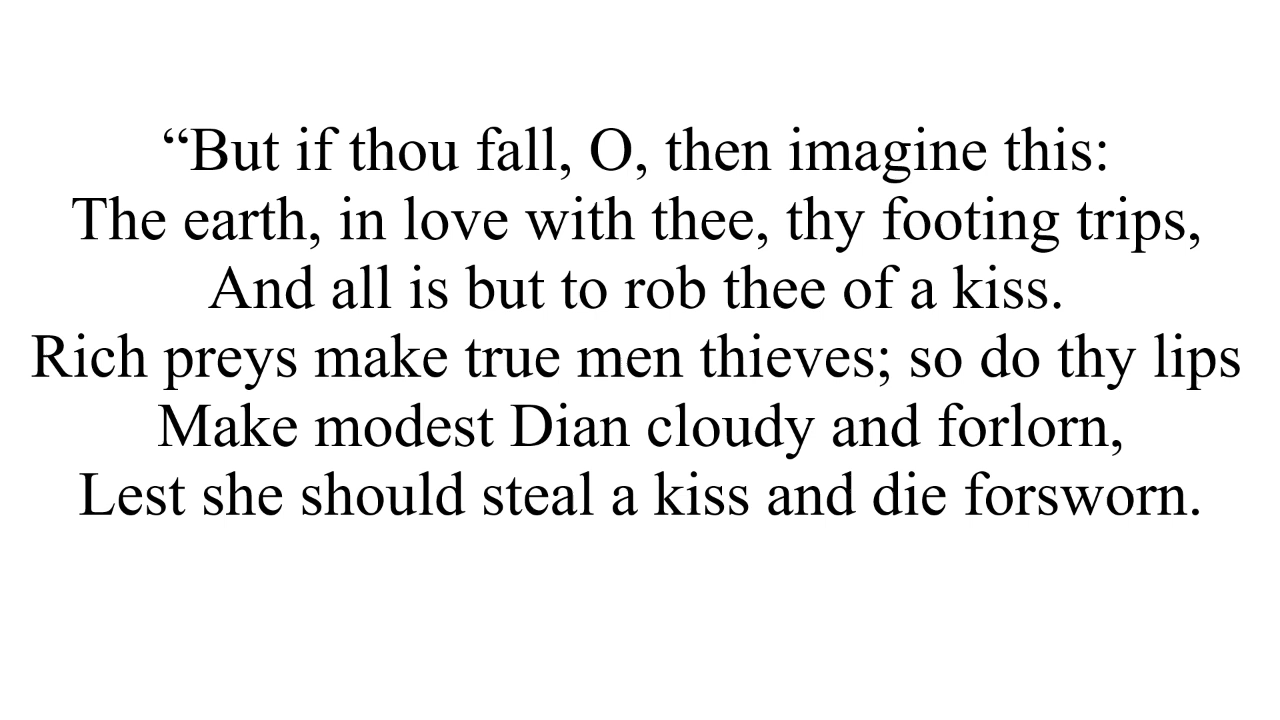 “But if thou fall, O, then imagine this:
The earth, in love with thee, thy footing trips,
And all is but to rob thee of a kiss.
Rich preys make true men thieves; so do thy lips
Make modest Dian cloudy and forlorn,
Lest she should steal a kiss and die forsworn.